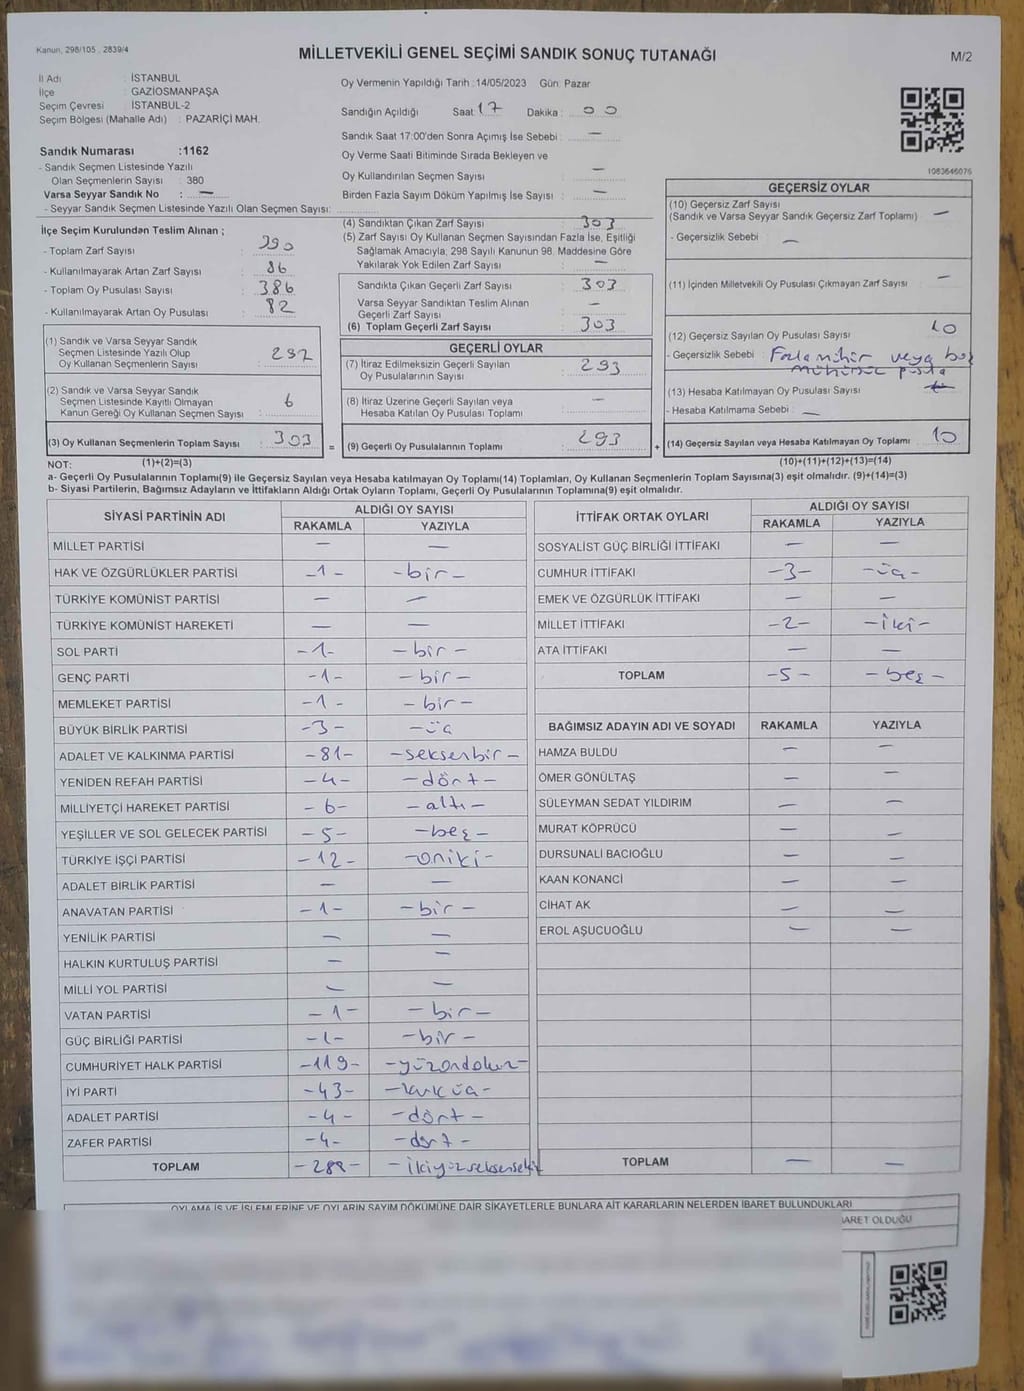 Kanun, 298/105 , 2839/4
MİLLETVEKİLİ GENEL SEÇİMİ SANDIK SONUÇ TUTANAĞI
M/2
İl Adı : İSTANBUL
İlçe : GAZİOSMANPAŞA
Seçim Çevresi : İSTANBUL-2
Seçim Bölgesi (Mahalle Adı) : PAZARİÇİ MAH.
Sandık Numarası :1162
- Sandık Seçmen Listesinde Yazılı
Olan Seçmenlerin Sayısı : 380
Varsa Seyyar Sandık No : —
- Seyyar Sandık Seçmen Listesinde Yazılı Olan Seçmen Sayısı:
Oy Vermenin Yapıldığı Tarih :14/05/2023 Gün: Pazar
Sandığın Açıldığı Saat: 17 Dakika : 00
Sandık Saat 17:00'den Sonra Açımış İse Sebebi : —
Oy Verme Saati Bitiminde Sırada Bekleyen ve
Oy Kullandırılan Seçmen Sayısı : —
Birden Fazla Sayım Döküm Yapılmış İse Sayısı : —
1083646076
İlçe Seçim Kurulundan Teslim Alınan ;
- Toplam Zarf Sayısı : 390
- Kullanılmayarak Artan Zarf Sayısı : 86
- Toplam Oy Pusulası Sayısı : 386
- Kullanılmayarak Artan Oy Pusulası : 82
(4) Sandıktan Çıkan Zarf Sayısı : 303
(5) Zarf Sayısı Oy Kullanan Seçmen Sayısından Fazla İse, Eşitliği
Sağlamak Amacıyla, 298 Sayılı Kanunun 98. Maddesine Göre
Yakılarak Yok Edilen Zarf Sayısı : —
Sandıkta Çıkan Geçerli Zarf Sayısı : 303
Varsa Seyyar Sandıktan Teslim Alınan
Geçerli Zarf Sayısı : —
(6) Toplam Geçerli Zarf Sayısı : 303
GEÇERSİZ OYLAR
(10) Geçersiz Zarf Sayısı
(Sandık ve Varsa Seyyar Sandık Geçersiz Zarf Toplamı) —
- Geçersizlik Sebebi : —
(11) İçinden Milletvekili Oy Pusulası Çıkmayan Zarf Sayısı —
(12) Geçersiz Sayılan Oy Pusulası Sayısı 10
- Geçersizlik Sebebi : Fazla mühür veya boş
mühürsüz pusla
(13) Hesaba Katılmayan Oy Pusulası Sayısı
- Hesaba Katılmama Sebebi : —
(14) Geçersiz Sayılan veya Hesaba Katılmayan Oy Toplamı 10
(10)+(11)+(12)+(13)=(14)
(1) Sandık ve Varsa Seyyar Sandık
Seçmen Listesinde Yazılı Olup
Oy Kullanan Seçmenlerin Sayısı : 297
(2) Sandık ve Varsa Seyyar Sandık
Seçmen Listesinde Kayıtlı Olmayan
Kanun Gereği Oy Kullanan Seçmen Sayısı : 6
(3) Oy Kullanan Seçmenlerin Toplam Sayısı : 303 =
(1)+(2)=(3)
GEÇERLİ OYLAR
(7) İtiraz Edilmeksizin Geçerli Sayılan
Oy Pusulalarının Sayısı : 293
(8) İtiraz Üzerine Geçerli Sayılan veya
Hesaba Katılan Oy Pusulası Toplamı : —
(9) Geçerli Oy Pusulalarının Toplamı : 293 +
NOT:
a- Geçerli Oy Pusulalarının Toplamı(9) ile Geçersiz Sayılan veya Hesaba katılmayan Oy Toplamı(14) Toplamları, Oy Kullanan Seçmenlerin Toplam Sayısına(3) eşit olmalıdır. (9)+(14)=(3)
b- Siyasi Partilerin, Bağımsız Adayların ve İttifakların Aldığı Ortak Oyların Toplamı, Geçerli Oy Pusulalarının Toplamına(9) eşit olmalıdır.
SİYASİ PARTİNİN ADI ALDIĞI OY SAYISI
RAKAMLA YAZIYLA
MİLLET PARTİSİ — —
HAK VE ÖZGÜRLÜKLER PARTİSİ -1- -bir-
TÜRKİYE KOMÜNİST PARTİSİ — —
TÜRKİYE KOMÜNİST HAREKETİ — —
SOL PARTİ -1- -bir-
GENÇ PARTİ -1- -bir-
MEMLEKET PARTİSİ -1- -bir-
BÜYÜK BİRLİK PARTİSİ -3- -üç
ADALET VE KALKINMA PARTİSİ -81- -seksenbir-
YENİDEN REFAH PARTİSİ -4- -dört-
MİLLİYETÇİ HAREKET PARTİSİ -6- -altı-
YEŞİLLER VE SOL GELECEK PARTİSİ -5- -beş-
TÜRKİYE İŞÇİ PARTİSİ -12- -oniki-
ADALET BİRLİK PARTİSİ — —
ANAVATAN PARTİSİ -1- -bir-
YENİLİK PARTİSİ — —
HALKIN KURTULUŞ PARTİSİ — —
MİLLİ YOL PARTİSİ — —
VATAN PARTİSİ -1- -bir-
GÜÇ BİRLİĞİ PARTİSİ -1- -bir-
CUMHURİYET HALK PARTİSİ -119- -yüzondokuz-
İYİ PARTİ -43- -kırküç-
ADALET PARTİSİ -4- -dört-
ZAFER PARTİSİ -4- -dört-
TOPLAM -288- -ikiyüzseksensekiz
İTTİFAK ORTAK OYLARI ALDIĞI OY SAYISI
RAKAMLA YAZIYLA
SOSYALİST GÜÇ BİRLİĞİ İTTİFAKI — —
CUMHUR İTTİFAKI -3- -üç-
EMEK VE ÖZGÜRLÜK İTTİFAKI — —
MİLLET İTTİFAKI -2- -iki-
ATA İTTİFAKI — —
TOPLAM -5- -beş-
BAĞIMSIZ ADAYIN ADI VE SOYADI RAKAMLA YAZIYLA
HAMZA BULDU — —
ÖMER GÖNÜLTAŞ — —
SÜLEYMAN SEDAT YILDIRIM — —
MURAT KÖPRÜCÜ — —
DURSUNALİ BACIOĞLU — —
KAAN KONANCİ — —
CİHAT AK — —
EROL AŞUCUOĞLU — —
TOPLAM — —
OYLAMA İŞ VE İŞLEMLERİNE VE OYLARIN SAYIM DÖKÜMÜNE DAİR ŞİKAYETLERLE BUNLARA AİT KARARLARIN NELERDEN İBARET BULUNDUKLARI
BARET OLDUĞU